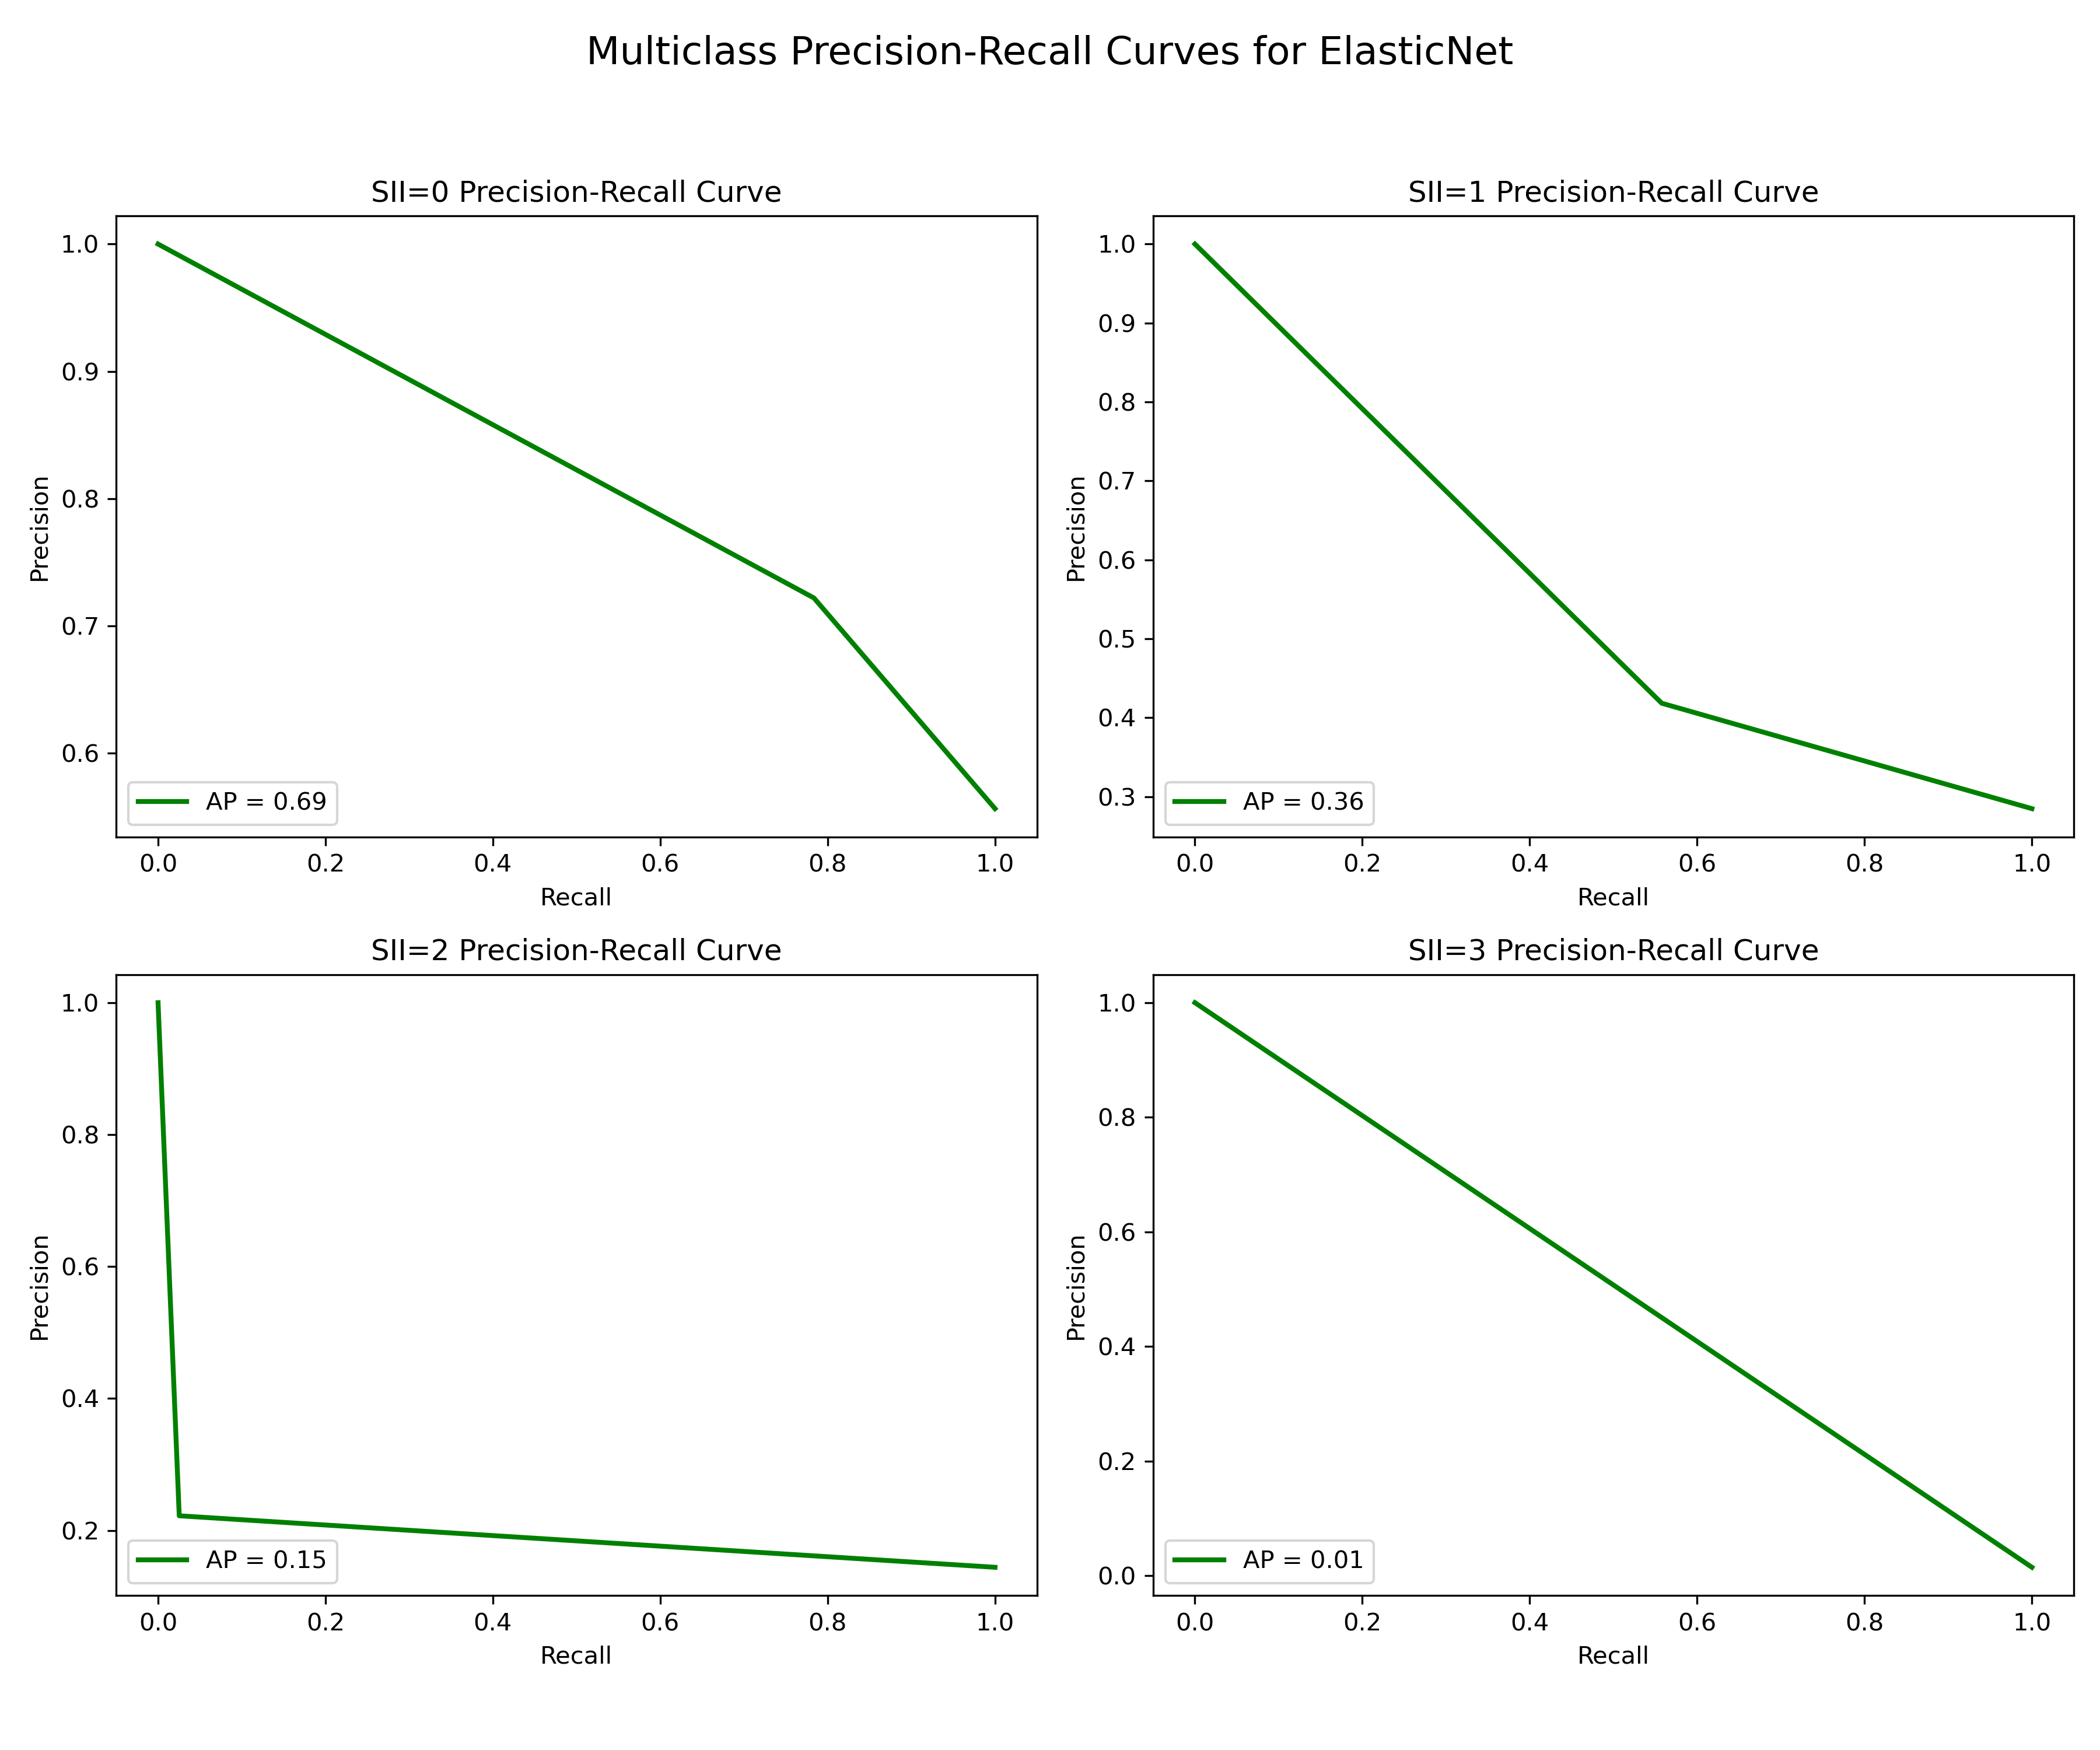 Multiclass Precision-Recall Curves for ElasticNet
SII=0 Precision-Recall Curve
Precision
1.0
0.9
0.8
0.7
0.6
AP = 0.69
0.0 0.2 0.4 0.6 0.8 1.0
Recall
SII=1 Precision-Recall Curve
Precision
1.0
0.9
0.8
0.7
0.6
0.5
0.4
0.3
AP = 0.36
0.0 0.2 0.4 0.6 0.8 1.0
Recall
SII=2 Precision-Recall Curve
Precision
1.0
0.8
0.6
0.4
0.2
AP = 0.15
0.0 0.2 0.4 0.6 0.8 1.0
Recall
SII=3 Precision-Recall Curve
Precision
1.0
0.8
0.6
0.4
0.2
0.0
AP = 0.01
0.0 0.2 0.4 0.6 0.8 1.0
Recall